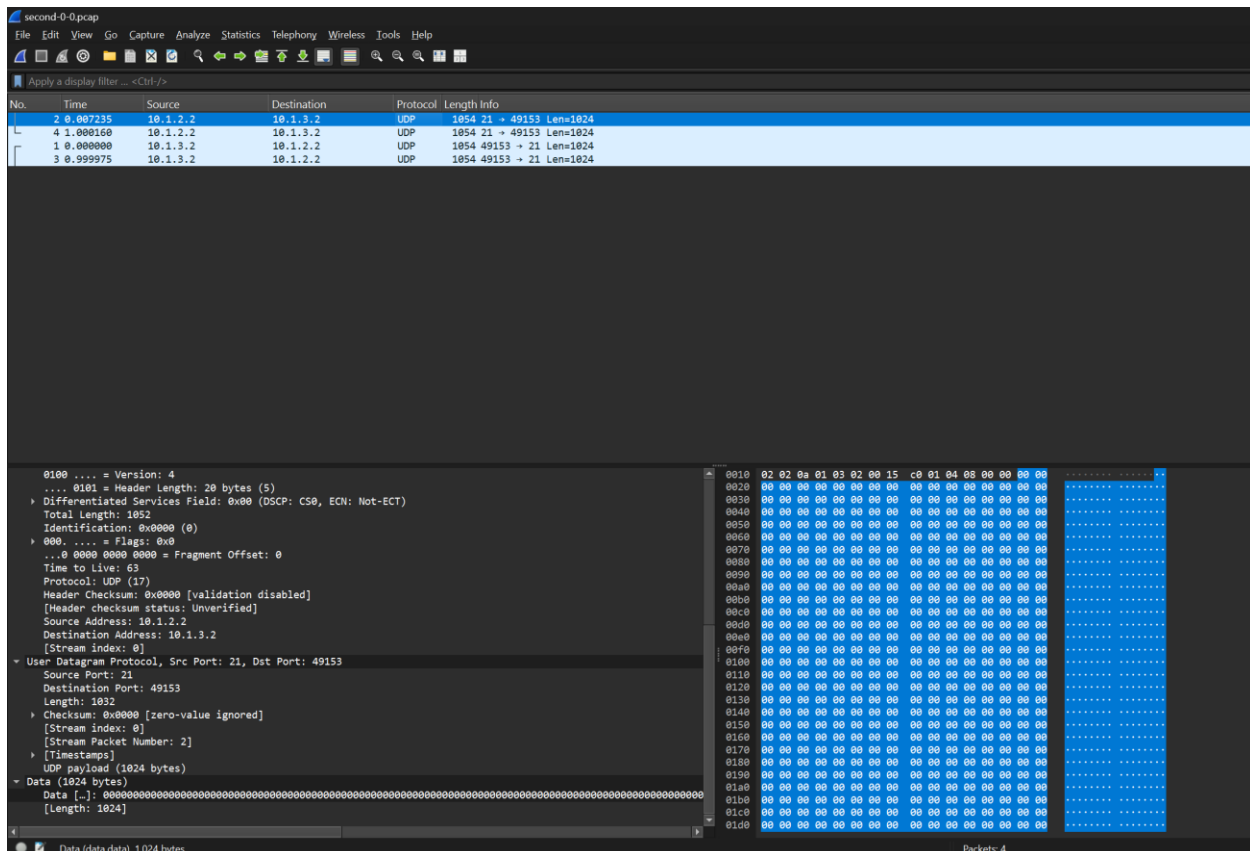 second-0-0.pcap
File Edit View Go Capture Analyze Statistics Telephony Wireless Tools Help
Apply a display filter ... <Ctrl-/>
No. Time Source Destination Protocol Length Info
2 0.007235 10.1.2.2 10.1.3.2 UDP 1054 21 → 49153 Len=1024
4 1.000160 10.1.2.2 10.1.3.2 UDP 1054 21 → 49153 Len=1024
1 0.000000 10.1.3.2 10.1.2.2 UDP 1054 49153 → 21 Len=1024
3 0.999975 10.1.3.2 10.1.2.2 UDP 1054 49153 → 21 Len=1024
0100 .... = Version: 4
.... 0101 = Header Length: 20 bytes (5)
Differentiated Services Field: 0x00 (DSCP: CS0, ECN: Not-ECT)
Total Length: 1052
Identification: 0x0000 (0)
000. .... = Flags: 0x0
...0 0000 0000 0000 = Fragment Offset: 0
Time to Live: 63
Protocol: UDP (17)
Header Checksum: 0x0000 [validation disabled]
[Header checksum status: Unverified]
Source Address: 10.1.2.2
Destination Address: 10.1.3.2
[Stream index: 0]
User Datagram Protocol, Src Port: 21, Dst Port: 49153
Source Port: 21
Destination Port: 49153
Length: 1032
Checksum: 0x0000 [zero-value ignored]
[Stream index: 0]
[Stream Packet Number: 2]
[Timestamps]
UDP payload (1024 bytes)
Data (1024 bytes)
Data […]: 
[Length: 1024]
0010 02 02 0a 01 03 02 00 15 c0 01 04 08 00 00 00 00
0020 00 00 00 00 00 00 00 00 00 00 00 00 00 00 00 00
0030 00 00 00 00 00 00 00 00 00 00 00 00 00 00 00 00
0040 00 00 00 00 00 00 00 00 00 00 00 00 00 00 00 00
0050 00 00 00 00 00 00 00 00 00 00 00 00 00 00 00 00
0060 00 00 00 00 00 00 00 00 00 00 00 00 00 00 00 00
0070 00 00 00 00 00 00 00 00 00 00 00 00 00 00 00 00
0080 00 00 00 00 00 00 00 00 00 00 00 00 00 00 00 00
0090 00 00 00 00 00 00 00 00 00 00 00 00 00 00 00 00
00a0 00 00 00 00 00 00 00 00 00 00 00 00 00 00 00 00
00b0 00 00 00 00 00 00 00 00 00 00 00 00 00 00 00 00
00c0 00 00 00 00 00 00 00 00 00 00 00 00 00 00 00 00
00d0 00 00 00 00 00 00 00 00 00 00 00 00 00 00 00 00
00e0 00 00 00 00 00 00 00 00 00 00 00 00 00 00 00 00
00f0 00 00 00 00 00 00 00 00 00 00 00 00 00 00 00 00
0100 00 00 00 00 00 00 00 00 00 00 00 00 00 00 00 00
0110 00 00 00 00 00 00 00 00 00 00 00 00 00 00 00 00
0120 00 00 00 00 00 00 00 00 00 00 00 00 00 00 00 00
0130 00 00 00 00 00 00 00 00 00 00 00 00 00 00 00 00
0140 00 00 00 00 00 00 00 00 00 00 00 00 00 00 00 00
0150 00 00 00 00 00 00 00 00 00 00 00 00 00 00 00 00
0160 00 00 00 00 00 00 00 00 00 00 00 00 00 00 00 00
0170 00 00 00 00 00 00 00 00 00 00 00 00 00 00 00 00
0180 00 00 00 00 00 00 00 00 00 00 00 00 00 00 00 00
0190 00 00 00 00 00 00 00 00 00 00 00 00 00 00 00 00
01a0 00 00 00 00 00 00 00 00 00 00 00 00 00 00 00 00
01b0 00 00 00 00 00 00 00 00 00 00 00 00 00 00 00 00
01c0 00 00 00 00 00 00 00 00 00 00 00 00 00 00 00 00
01d0 00 00 00 00 00 00 00 00 00 00 00 00 00 00 00 00
Data (data.data), 1,024 bytes
Packets: 4